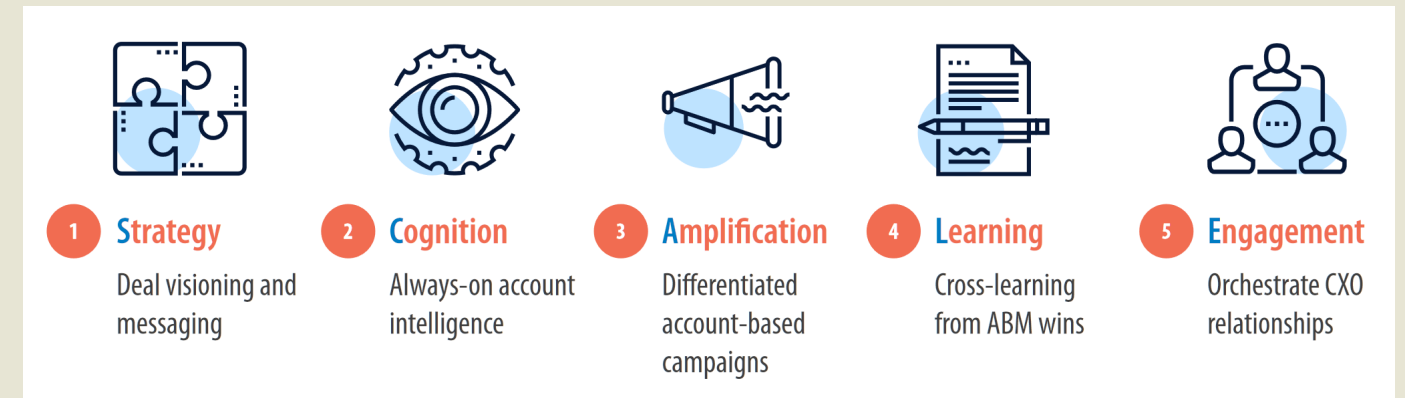 1 Strategy
Deal visioning and
messaging
2 Cognition
Always-on account
intelligence
3 Amplification
Differentiated
account-based
campaigns
4 Learning
Cross-learning
from ABM wins
5 Engagement
Orchestrate CXO
relationships